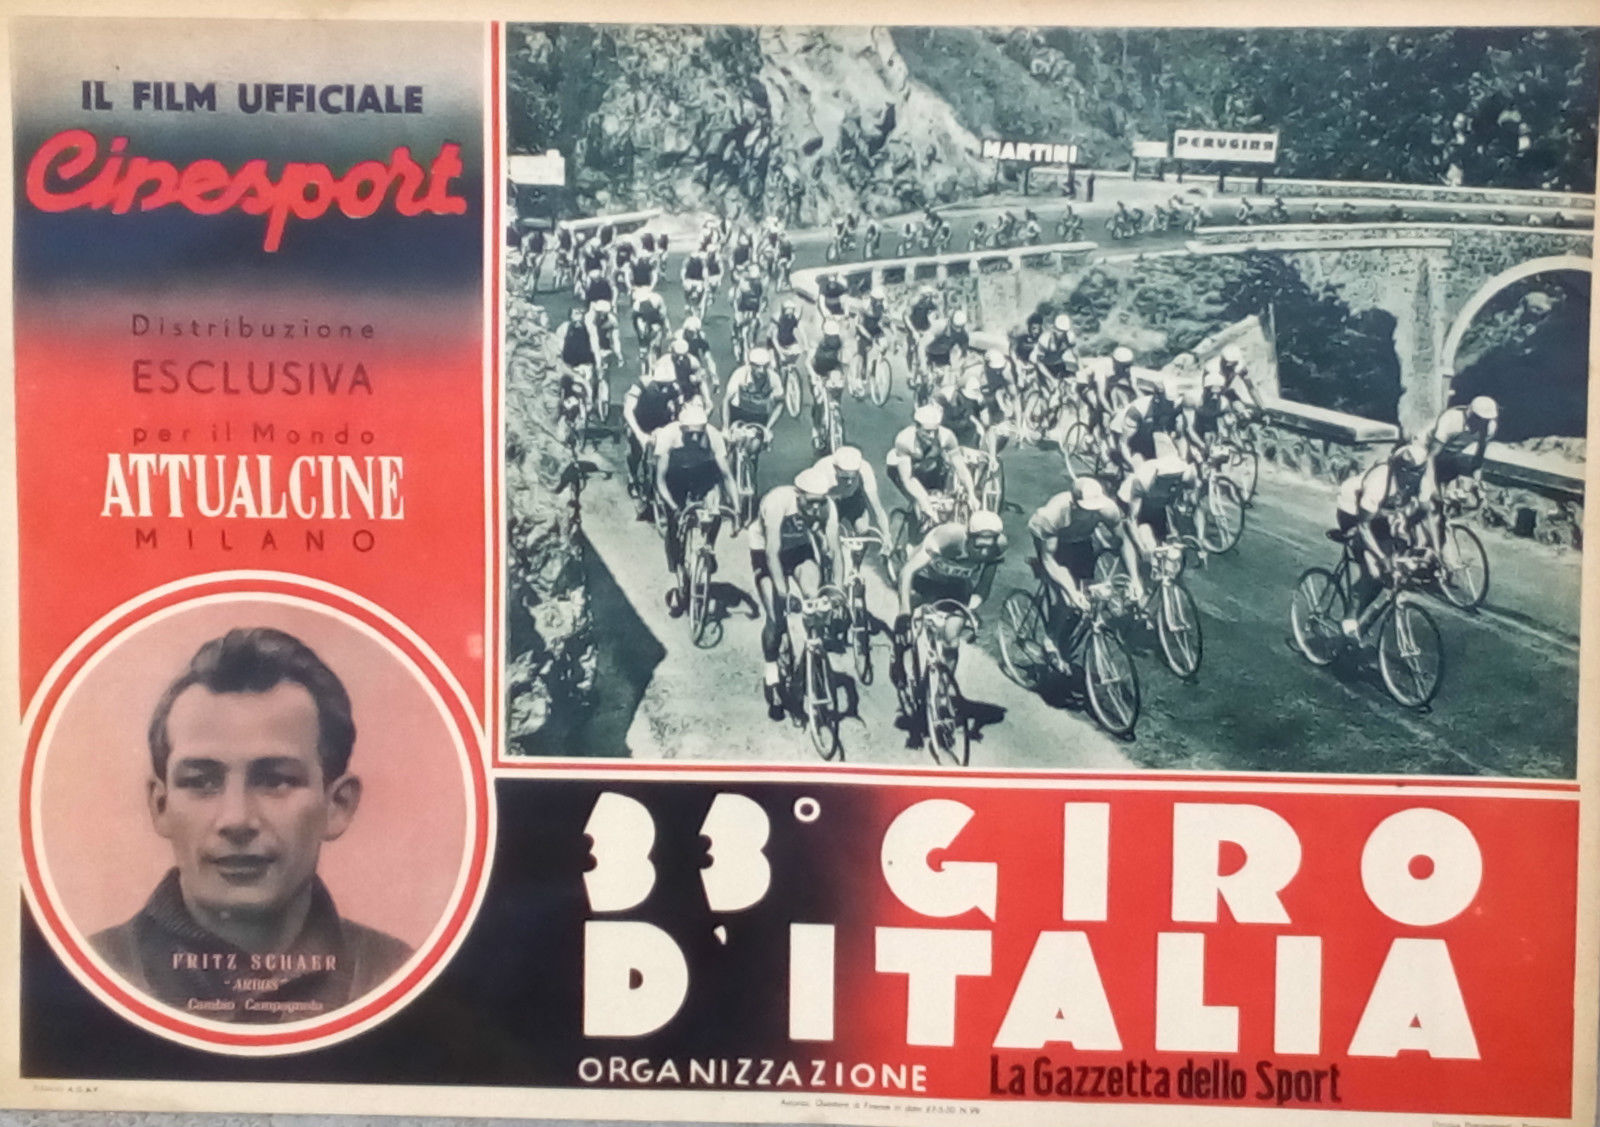 IL FILM UFFICIALE
Cinesport
Distribuzione
ESCLUSIVA
per il Mondo
ATTUALCINE
MILANO
MARTINI
PERUGINA
FRITZ SCHAER
"ARBOS"
Cambio Campagnolo
33° GIRO
D'ITALIA
ORGANIZZAZIONE La Gazzetta dello Sport